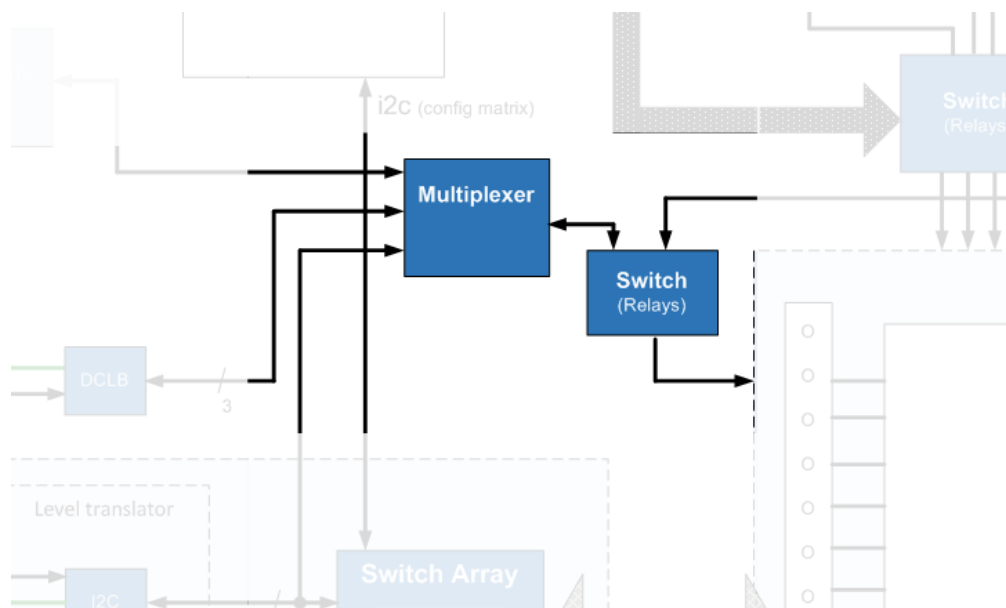 i2c (config matrix)
Switch
(Relays)
Multiplexer
Switch
(Relays)
DCLB
3
Level translator
Switch Array
I2C